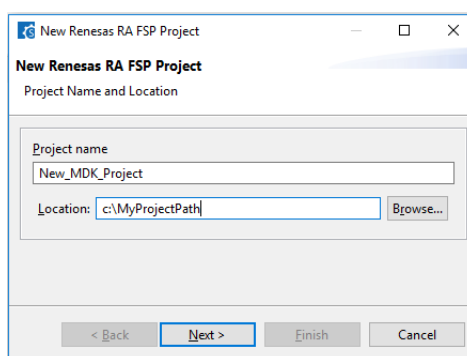 New Renesas RA FSP Project
New Renesas RA FSP Project
Project Name and Location
Project name
New_MDK_Project
Location: c:\MyProjectPath Browse...
< Back Next > Finish Cancel